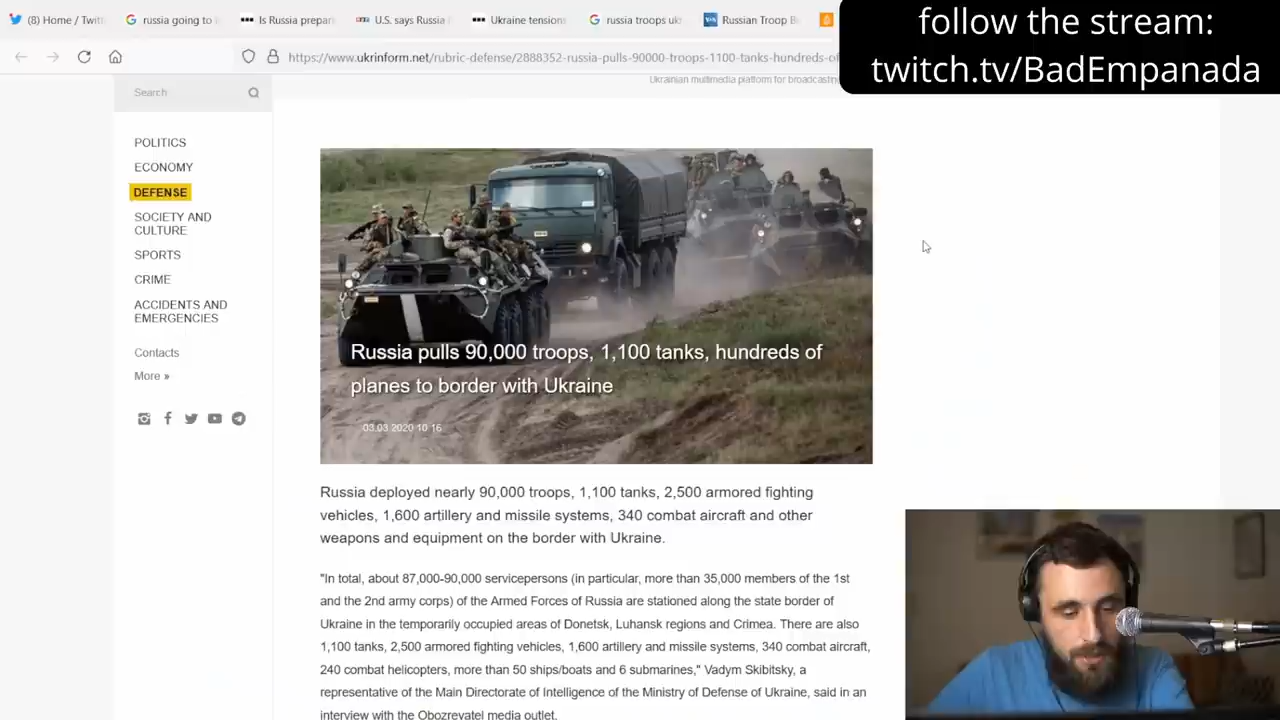 (8) Home / Twitt
russia going to i
Is Russia prepar
U.S. says Russia
Ukraine tensions
russia troops uk
Russian Troop B
follow the stream:
twitch.tv/BadEmpanada
https://www.ukrinform.net/rubric-defense/2888352-russia-pulls-90000-troops-1100-tanks-hundreds-of
Ukrainian multimedia platform for broadcasting
Search
POLITICS
ECONOMY
DEFENSE
SOCIETY AND
CULTURE
SPORTS
CRIME
ACCIDENTS AND
EMERGENCIES
Contacts
More »
Russia pulls 90,000 troops, 1,100 tanks, hundreds of
planes to border with Ukraine
03.03.2020 10:16
Russia deployed nearly 90,000 troops, 1,100 tanks, 2,500 armored fighting
vehicles, 1,600 artillery and missile systems, 340 combat aircraft and other
weapons and equipment on the border with Ukraine.
"In total, about 87,000-90,000 servicepersons (in particular, more than 35,000 members of the 1st
and the 2nd army corps) of the Armed Forces of Russia are stationed along the state border of
Ukraine in the temporarily occupied areas of Donetsk, Luhansk regions and Crimea. There are also
1,100 tanks, 2,500 armored fighting vehicles, 1,600 artillery and missile systems, 340 combat aircraft,
240 combat helicopters, more than 50 ships/boats and 6 submarines," Vadym Skibitsky, a
representative of the Main Directorate of Intelligence of the Ministry of Defense of Ukraine, said in an
interview with the Obozrevatel media outlet.